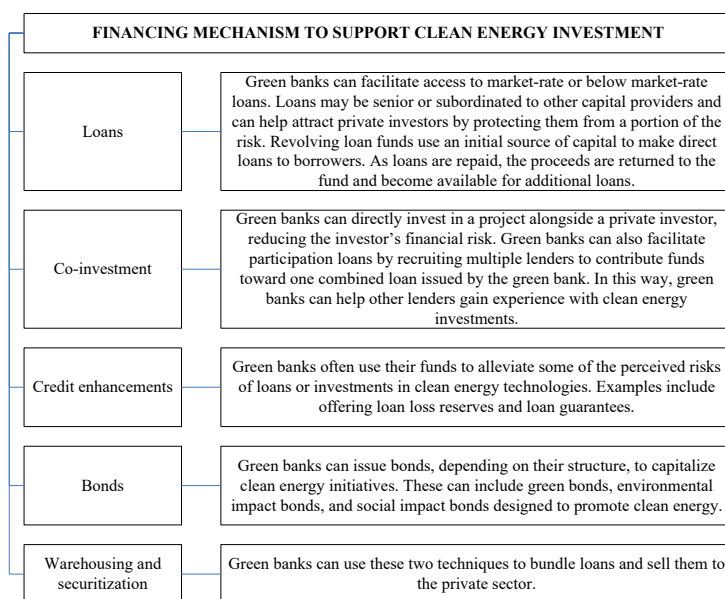 FINANCING MECHANISM TO SUPPORT CLEAN ENERGY INVESTMENT
Loans
Green banks can facilitate access to market-rate or below market-rate
loans. Loans may be senior or subordinated to other capital providers and
can help attract private investors by protecting them from a portion of the
risk. Revolving loan funds use an initial source of capital to make direct
loans to borrowers. As loans are repaid, the proceeds are returned to the
fund and become available for additional loans.
Co-investment
Green banks can directly invest in a project alongside a private investor,
reducing the investor’s financial risk. Green banks can also facilitate
participation loans by recruiting multiple lenders to contribute funds
toward one combined loan issued by the green bank. In this way, green
banks can help other lenders gain experience with clean energy
investments.
Credit enhancements
Green banks often use their funds to alleviate some of the perceived risks
of loans or investments in clean energy technologies. Examples include
offering loan loss reserves and loan guarantees.
Bonds
Green banks can issue bonds, depending on their structure, to capitalize
clean energy initiatives. These can include green bonds, environmental
impact bonds, and social impact bonds designed to promote clean energy.
Warehousing and
securitization
Green banks can use these two techniques to bundle loans and sell them to
the private sector.